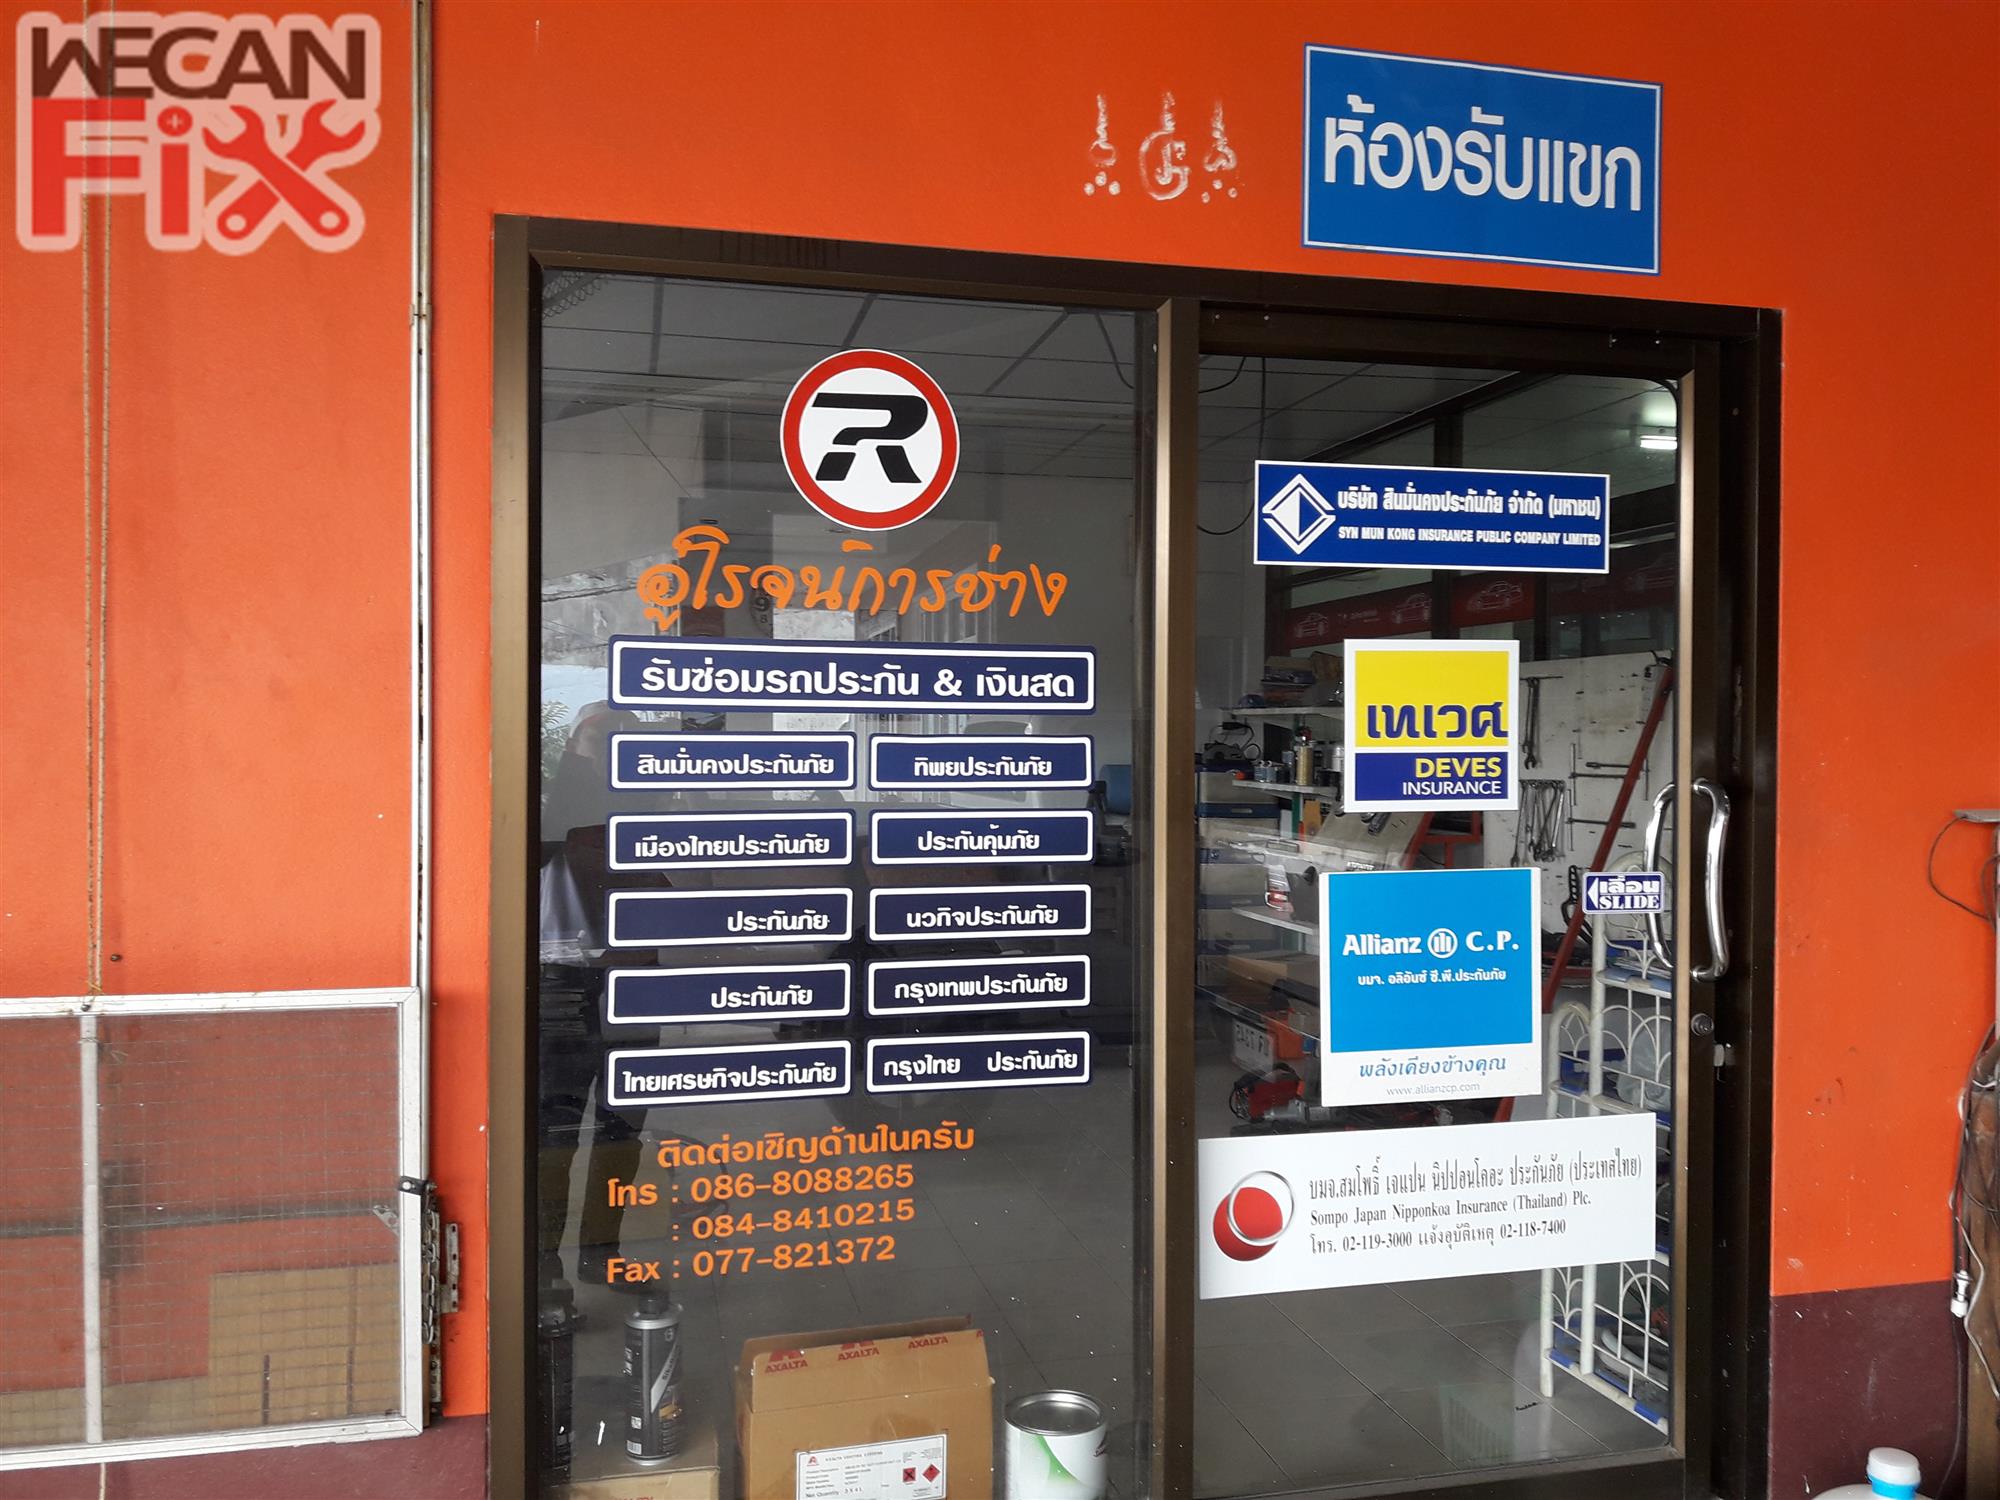 WECAN
Fix
ห้องรับแขก
R
อู่โรจน์การช่าง
รับซ่อมรถประกัน & เงินสด
สินมั่นคงประกันภัย
ทิพยประกันภัย
เมืองไทยประกันภัย
ประกันคุ้มภัย
ประกันภัย
นวกิจประกันภัย
ประกันภัย
กรุงเทพประกันภัย
ไทยเศรษฐกิจประกันภัย
กรุงไทย ประกันภัย
ติดต่อเชิญด้านในครับ
โทร : 086-8088265
: 084-8410215
Fax : 077-821372
บริษัท สินมั่นคงประกันภัย จำกัด (มหาชน)
SYN MUN KONG INSURANCE PUBLIC COMPANY LIMITED
เทเวศ
DEVES
INSURANCE
เลื่อน
SLIDE
Allianz C.P.
บมจ. อลิอันซ์ ซี.พี.ประกันภัย
พลังเคียงข้างคุณ
www.allianzcp.com
บมจ.สมโพธิ์ เจแปน นิปปอนโคอะ ประกันภัย (ประเทศไทย)
Sompo Japan Nipponkoa Insurance (Thailand) Plc.
โทร. 02-119-3000 แจ้งอุบัติเหตุ 02-118-7400
AXALTA AXALTA